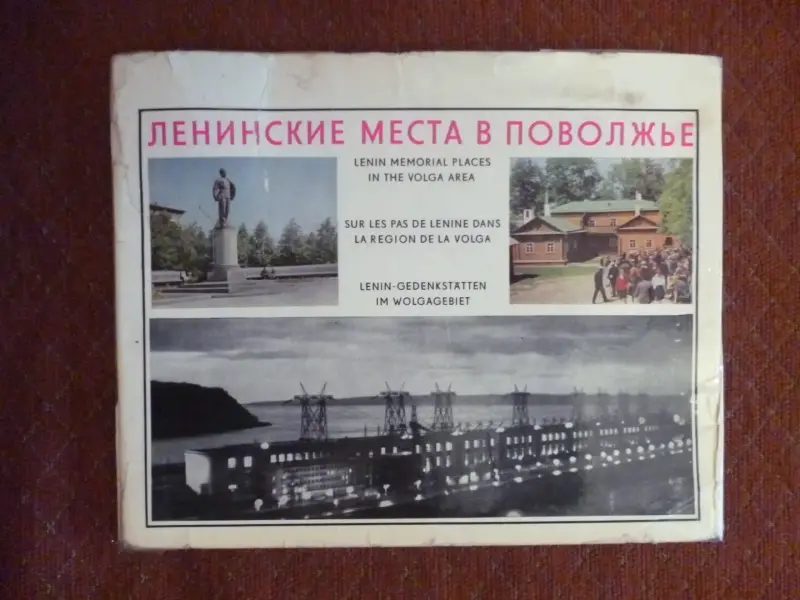 ЛЕНИНСКИЕ МЕСТА В ПОВОЛЖЬЕ
LENIN MEMORIAL PLACES
IN THE VOLGA AREA
SUR LES PAS DE LENINE DANS
LA REGION DE LA VOLGA
LENIN-GEDENKSTÄTTEN
IM WOLGAGEBIET